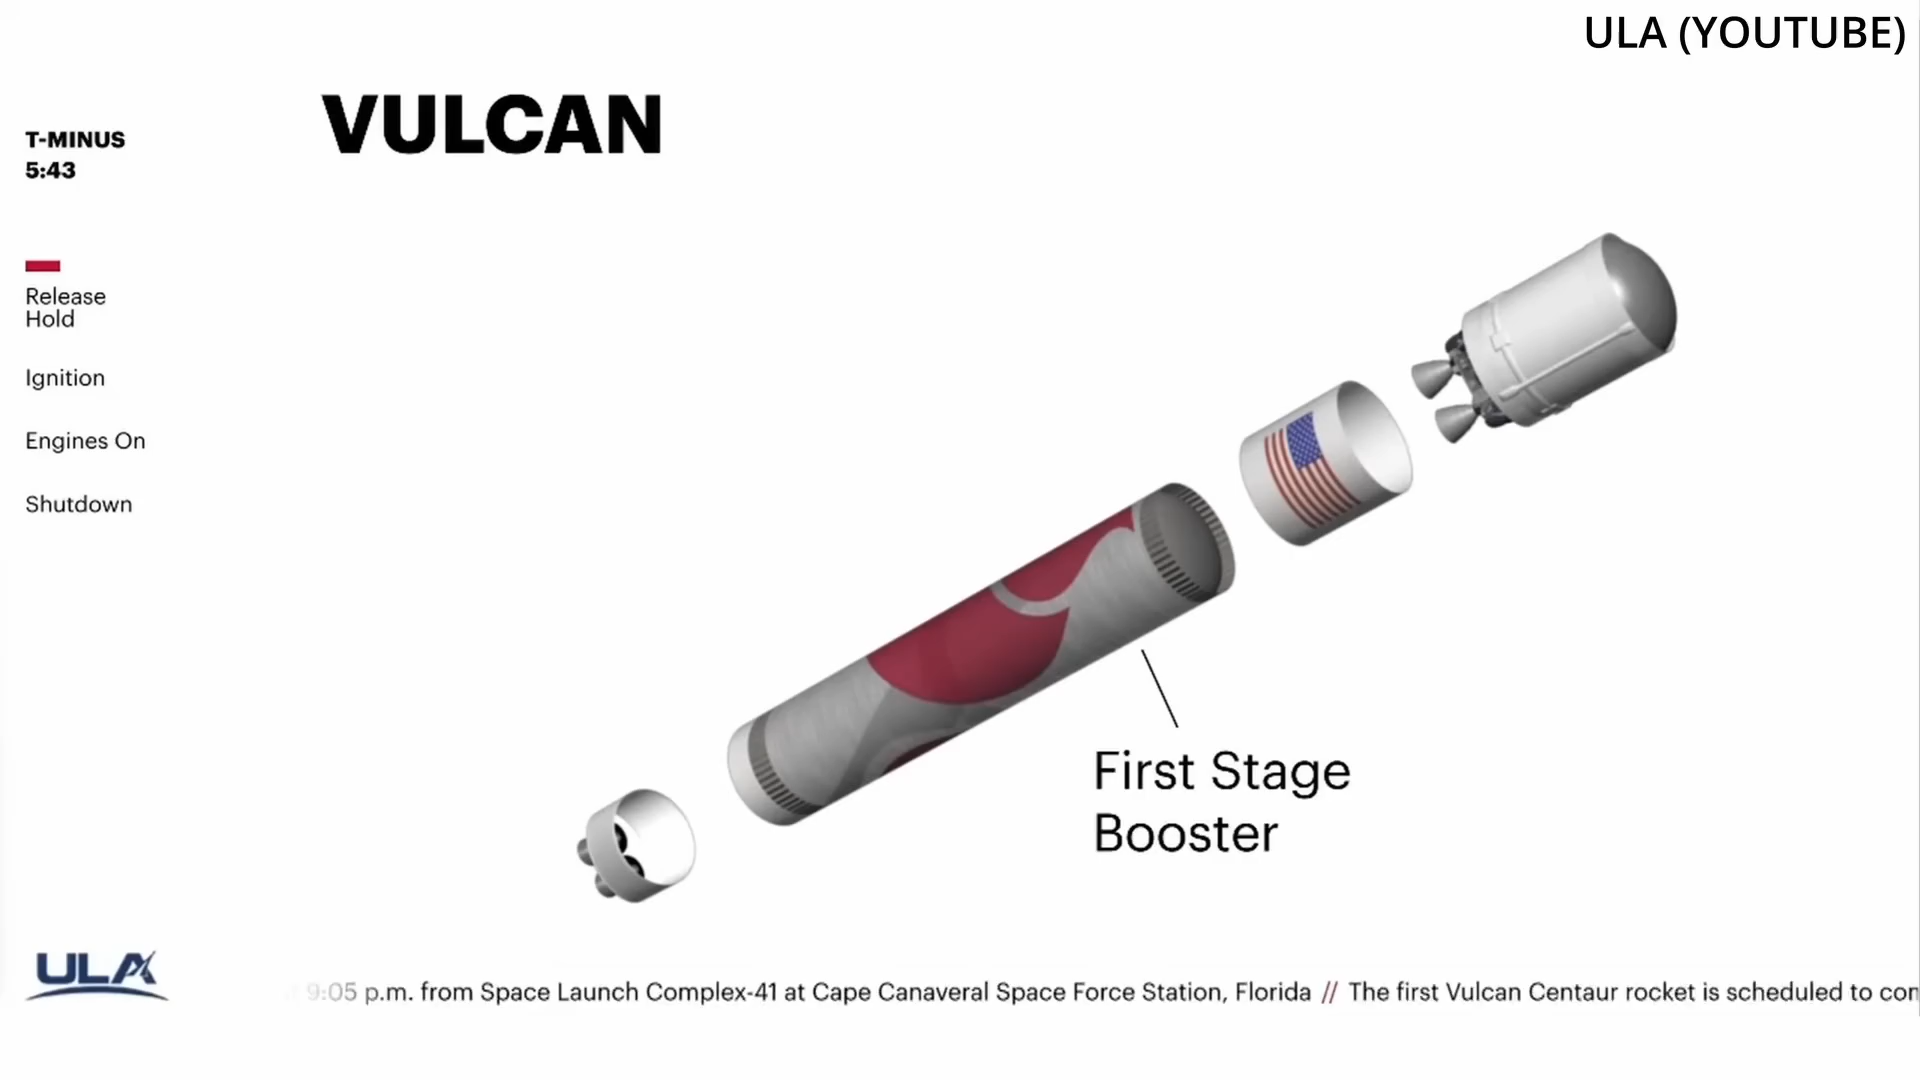 ULA (YOUTUBE)
VULCAN
T-MINUS
5:43
Release
Hold
Ignition
Engines On
Shutdown
First Stage
Booster
ULA
9:05 p.m. from Space Launch Complex-41 at Cape Canaveral Space Force Station, Florida // The first Vulcan Centaur rocket is scheduled to